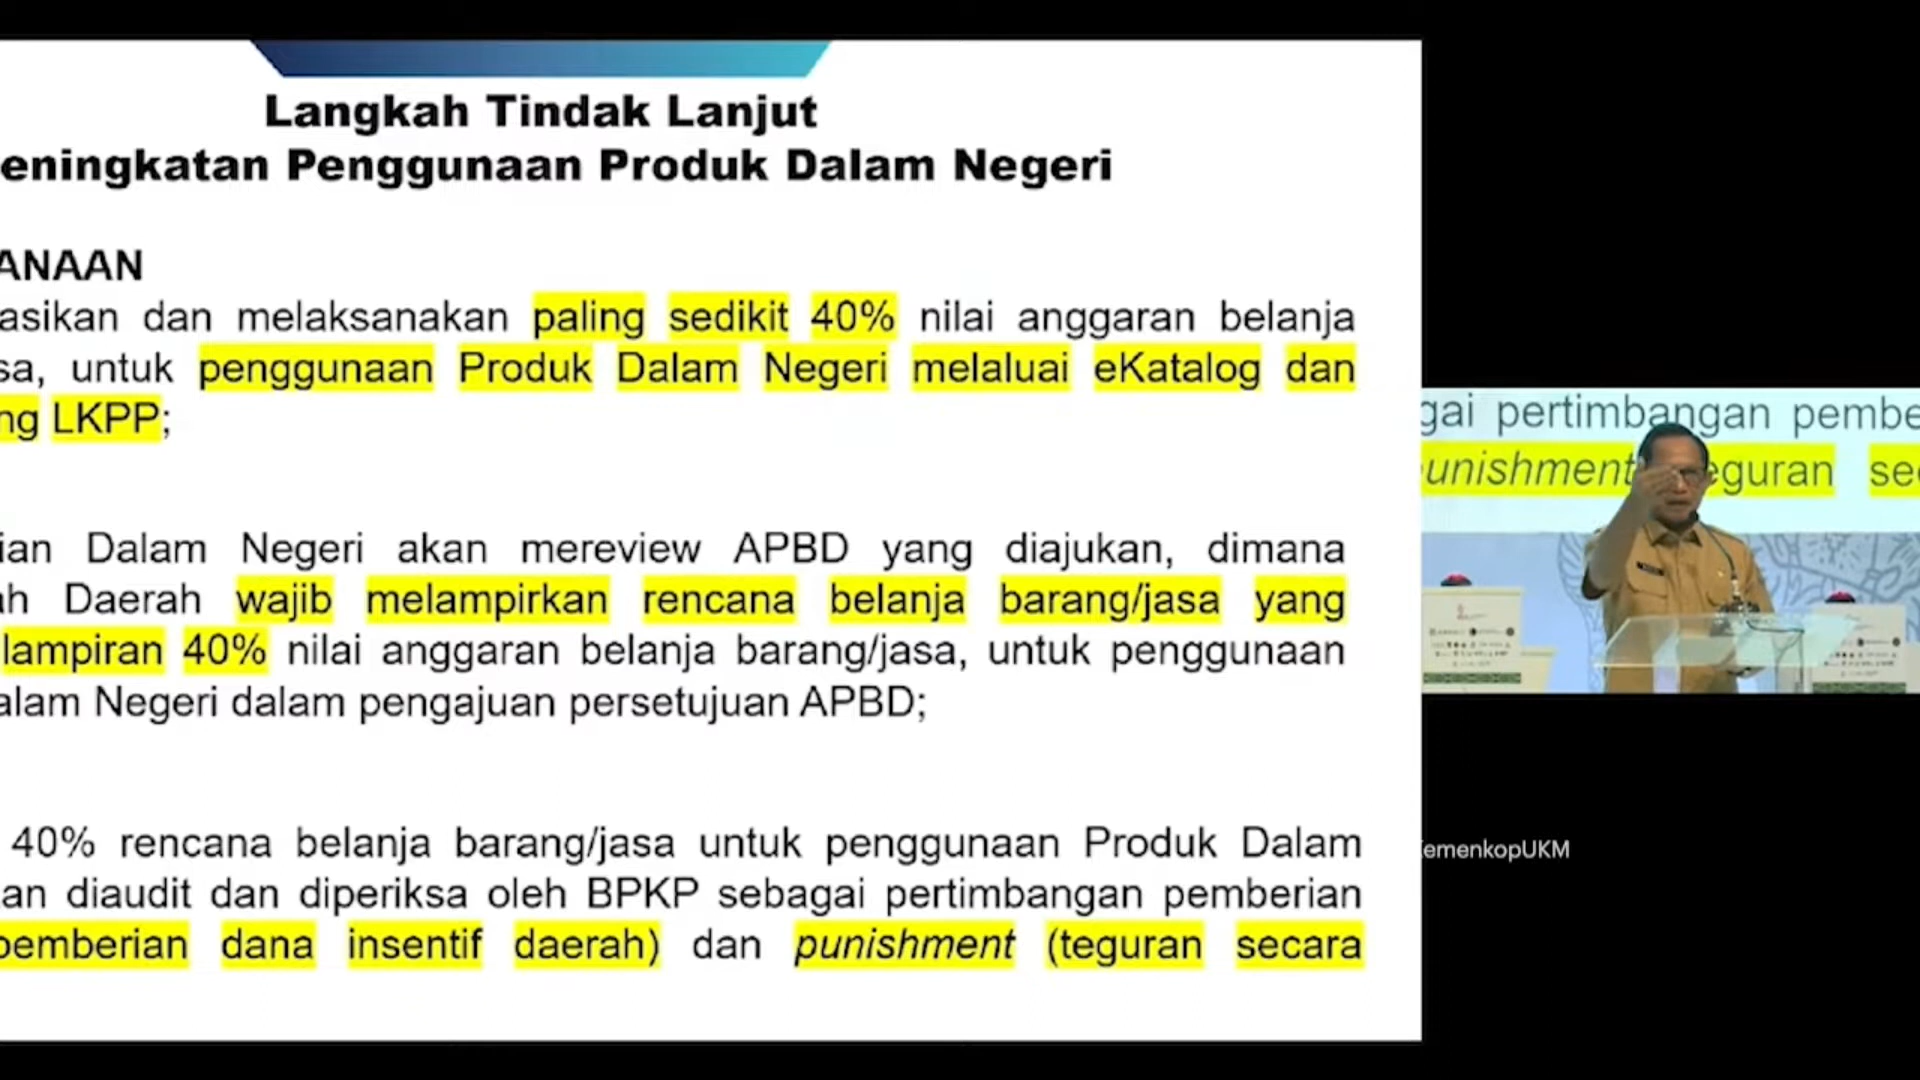 Langkah Tindak Lanjut
eningkatan Penggunaan Produk Dalam Negeri
ANAAN
asikan dan melaksanakan paling sedikit 40% nilai anggaran belanja
sa, untuk penggunaan Produk Dalam Negeri melaluai eKatalog dan
ng LKPP;
ian Dalam Negeri akan mereview APBD yang diajukan, dimana
ah Daerah wajib melampirkan rencana belanja barang/jasa yang
lampiran 40% nilai anggaran belanja barang/jasa, untuk penggunaan
alam Negeri dalam pengajuan persetujuan APBD;
40% rencana belanja barang/jasa untuk penggunaan Produk Dalam
an diaudit dan diperiksa oleh BPKP sebagai pertimbangan pemberian
pemberian dana insentif daerah) dan punishment (teguran secara
gai pertimbangan pembe
unishment teguran sec
emenkopUKM